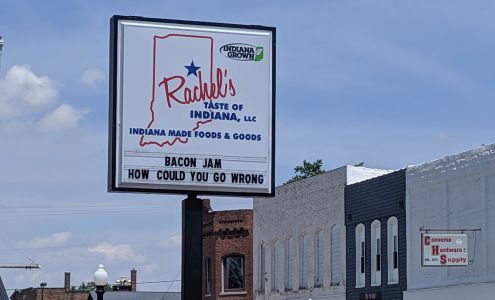 INDIANA
GROWN
Rachel's
TASTE OF
INDIANA, LLC
INDIANA MADE FOODS & GOODS
BACON JAM
HOW COULD YOU GO WRONG
Converse
Hardware &
Supply